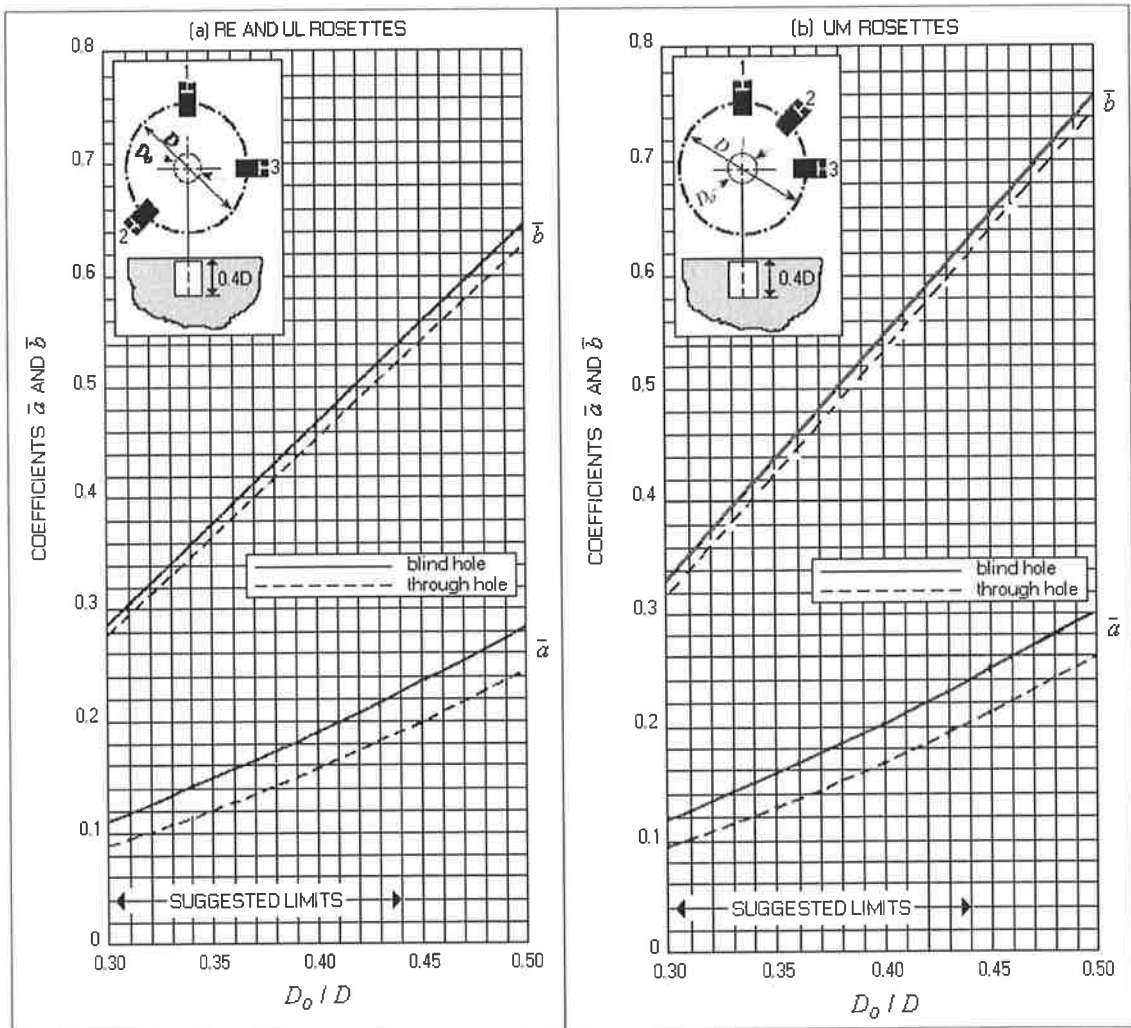 (a) RE AND UL ROSETTES
0.8
0.7
0.6
0.5
0.4
0.3
0.2
0.1
0
COEFFICIENTS a̅ AND b̅
1
D
D₀
3
2
0.4D
b̅
blind hole
through hole
a̅
SUGGESTED LIMITS
0.30 0.35 0.40 0.45 0.50
D₀ / D
(b) UM ROSETTES
0.8
0.7
0.6
0.5
0.4
0.3
0.2
0.1
0
COEFFICIENTS a̅ AND b̅
1
2
D
D₀
3
0.4D
b̅
blind hole
through hole
a̅
SUGGESTED LIMITS
0.30 0.35 0.40 0.45 0.50
D₀ / D